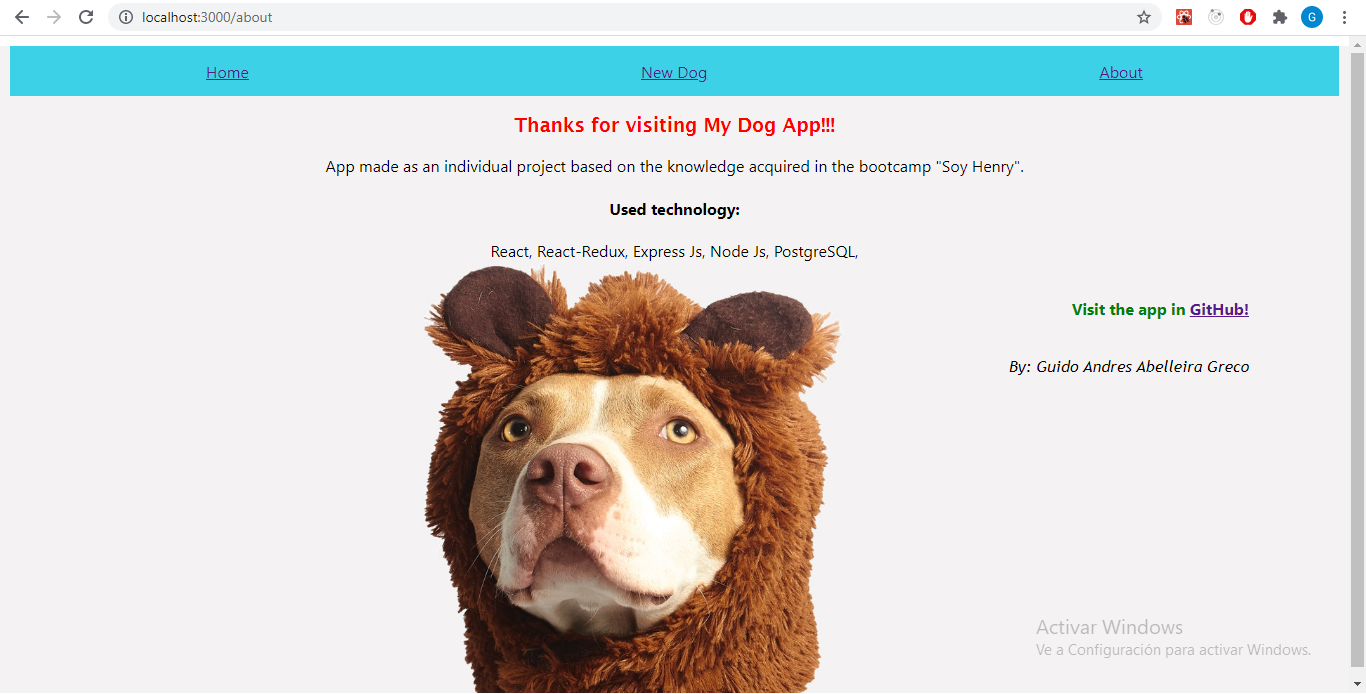 localhost:3000/about
G
Home New Dog About
Thanks for visiting My Dog App!!!
App made as an individual project based on the knowledge acquired in the bootcamp "Soy Henry".
Used technology:
React, React-Redux, Express Js, Node Js, PostgreSQL,
Visit the app in GitHub!
By: Guido Andres Abelleira Greco
Activar Windows
Ve a Configuración para activar Windows.